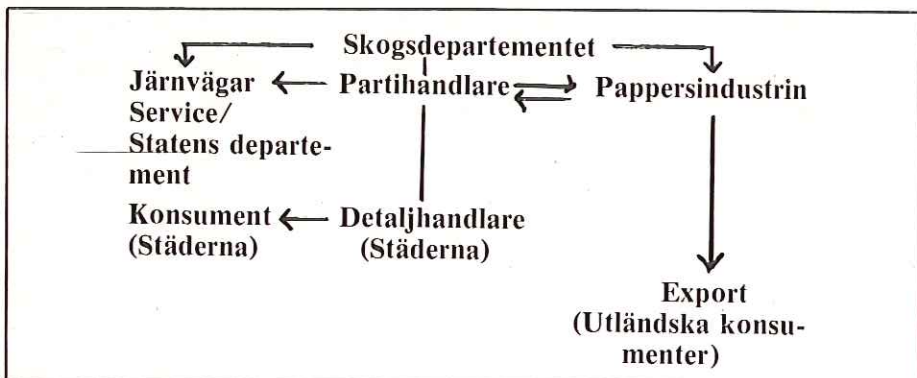 Skogsdepartementet
Järnvägar
Service/
Statens departe-
ment
Partihandlare
Pappersindustrin
Konsument
(Städerna)
Detaljhandlare
(Städerna)
Export
(Utländska konsu-
menter)